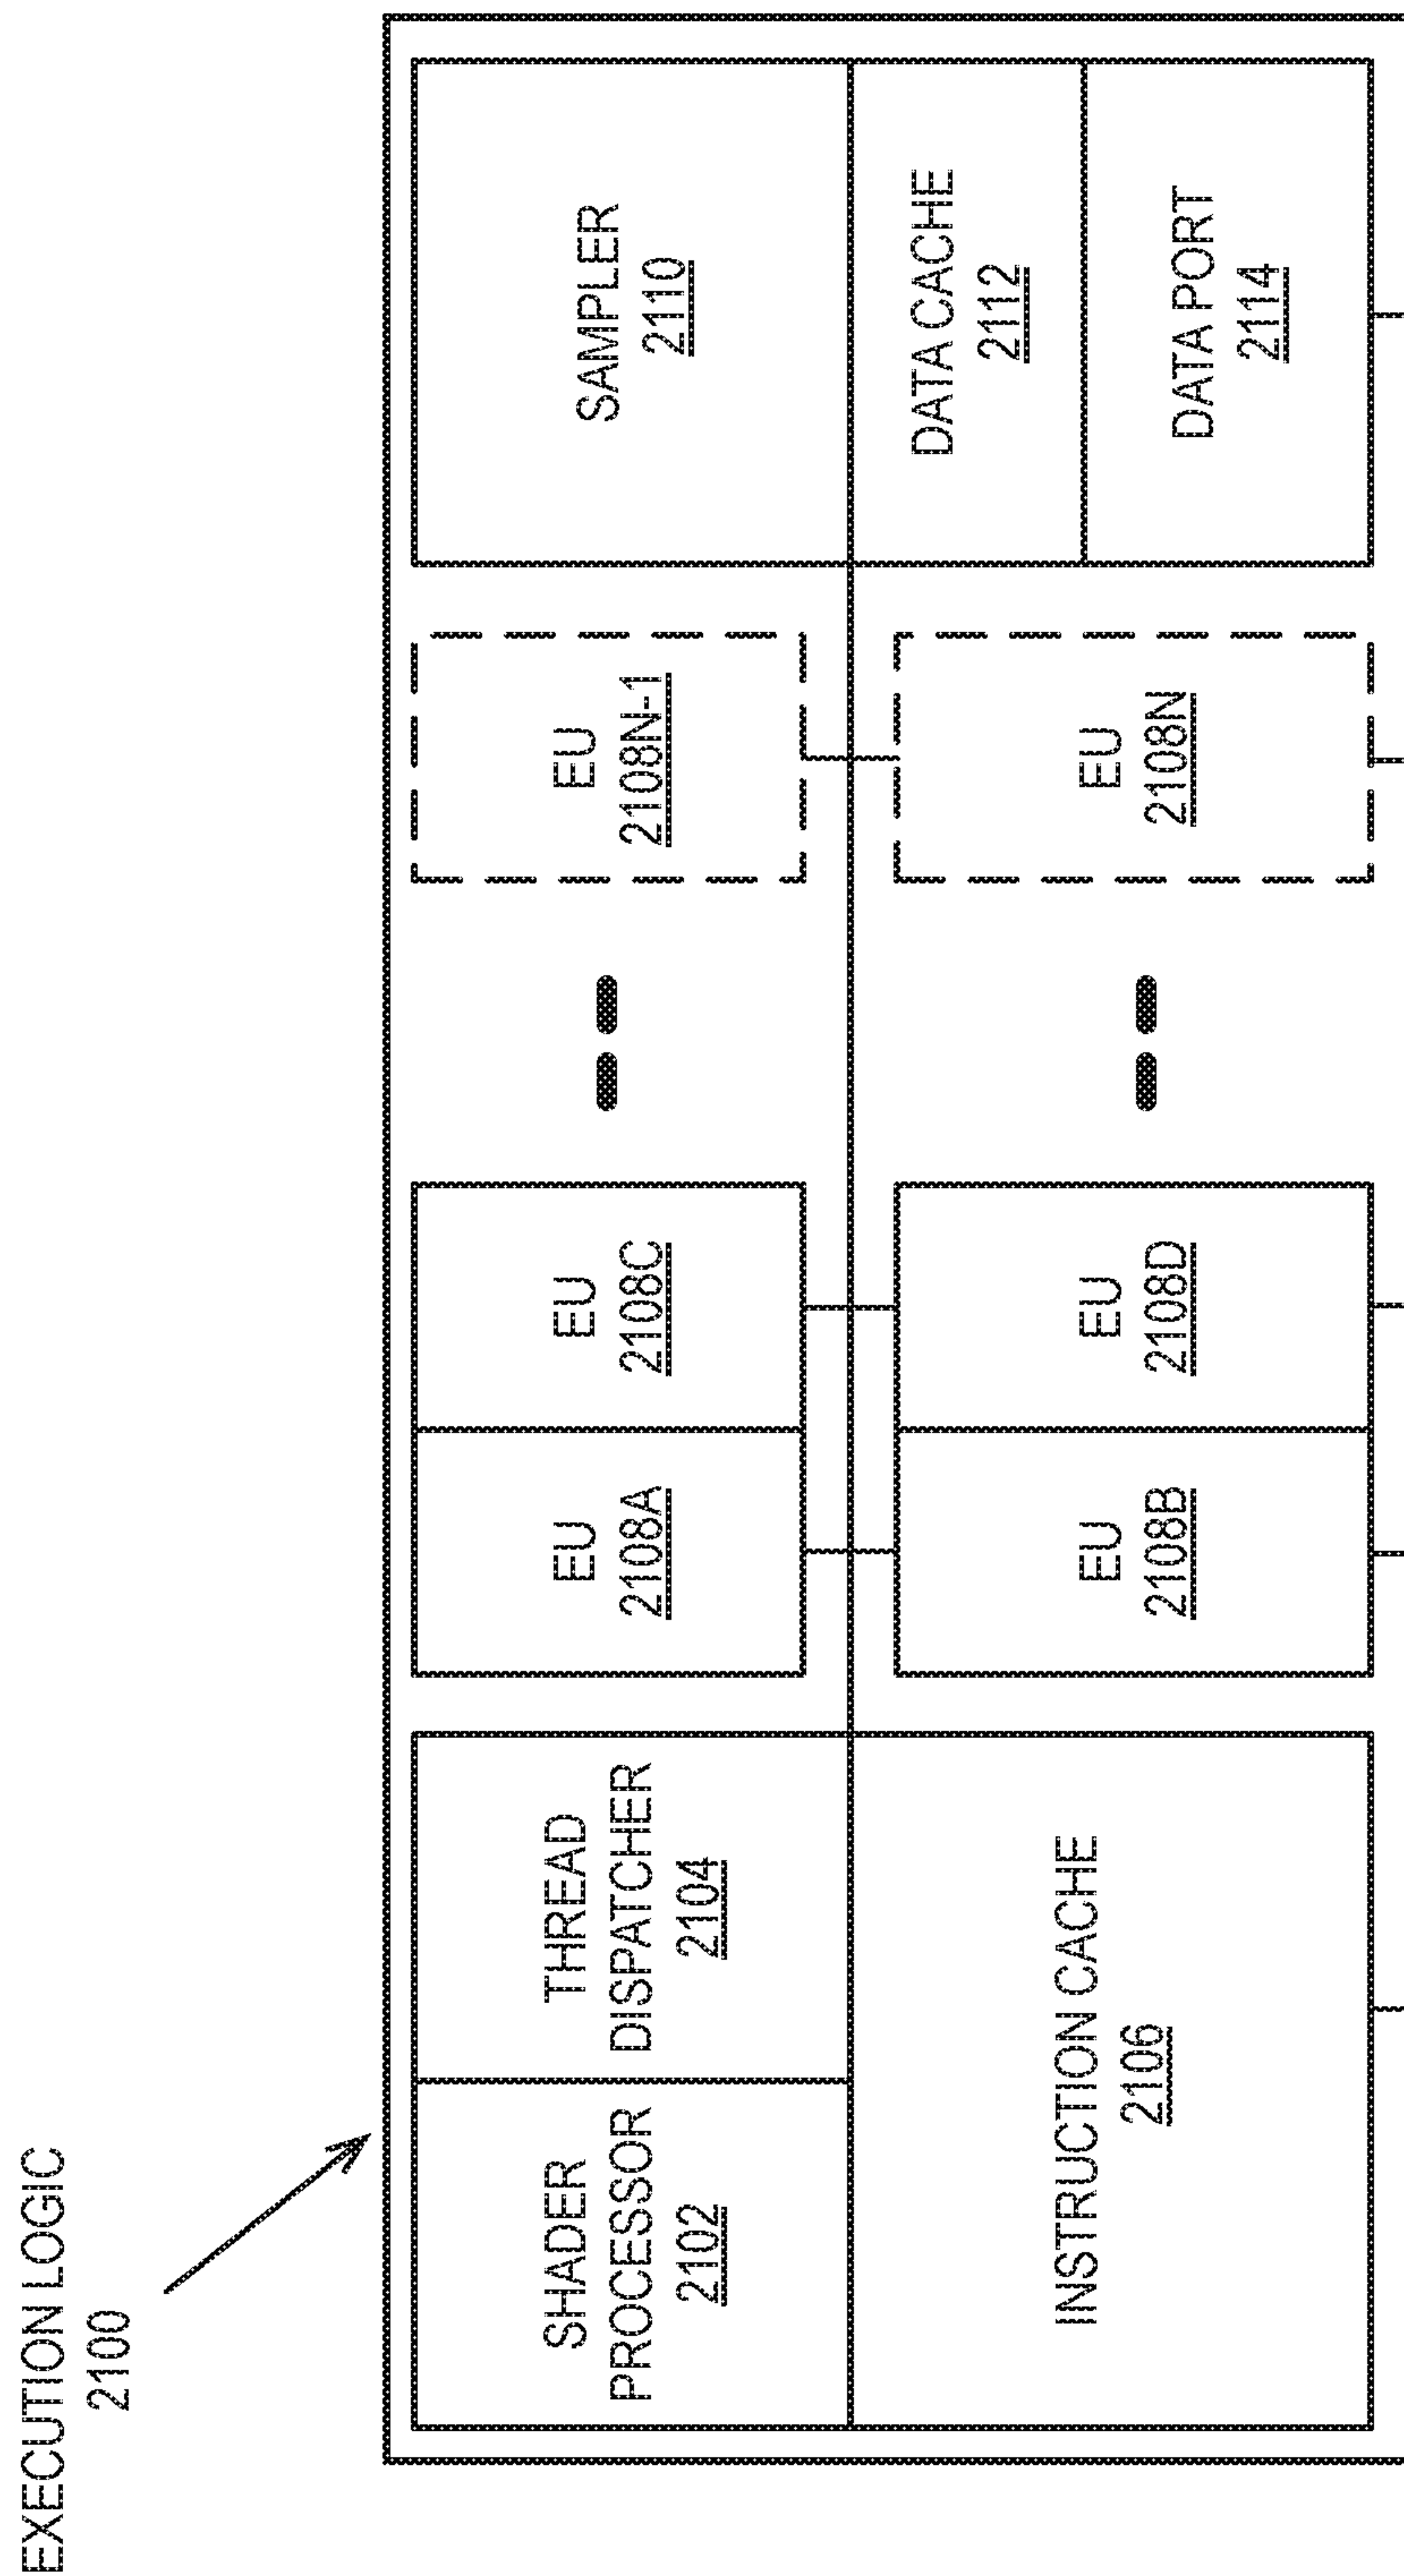 EXECUTION LOGIC
2100
SHADER
PROCESSOR
2102
THREAD
DISPATCHER
2104
INSTRUCTION CACHE
2106
EU
2108A
EU
2108C
EU
2108B
EU
2108D
EU
2108N-1
EU
2108N
SAMPLER
2110
DATA CACHE
2112
DATA PORT
2114